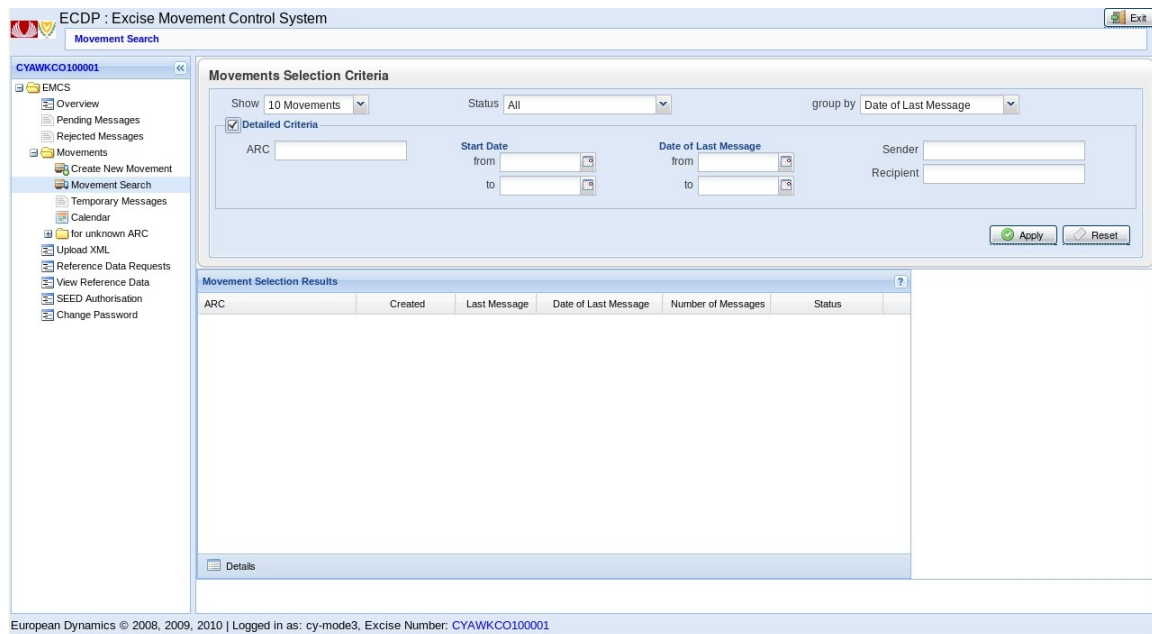 ECDP : Excise Movement Control System
Exit
Movement Search
CYAWKCO100001
EMCS
Overview
Pending Messages
Rejected Messages
Movements
Create New Movement
Movement Search
Temporary Messages
Calendar
for unknown ARC
Upload XML
Reference Data Requests
View Reference Data
SEED Authorisation
Change Password
Movements Selection Criteria
Show 10 Movements Status All group by Date of Last Message
Detailed Criteria
ARC Start Date Date of Last Message Sender
from from
Recipient
to to
Apply Reset
Movement Selection Results ?
ARC Created Last Message Date of Last Message Number of Messages Status
Details
European Dynamics © 2008, 2009, 2010 | Logged in as: cy-mode3, Excise Number: CYAWKCO100001